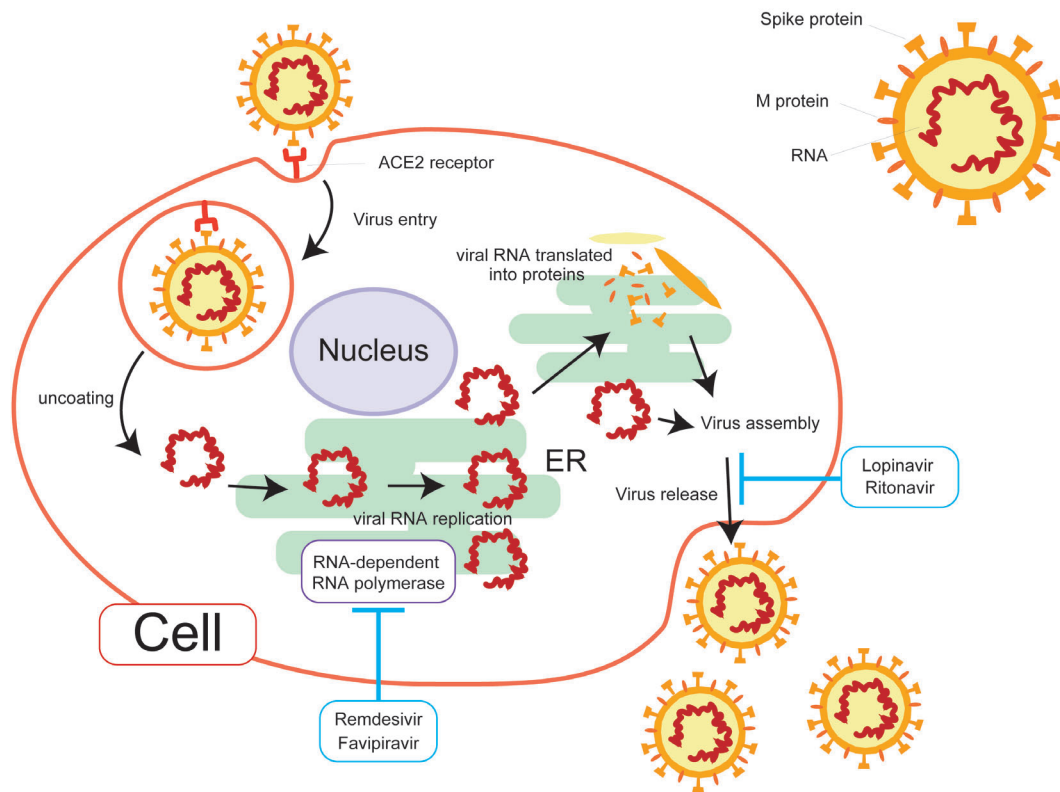 Spike protein
M protein
RNA
ACE2 receptor
Virus entry
viral RNA translated
into proteins
Nucleus
uncoating
Virus assembly
ER
Lopinavir
Ritonavir
Virus release
viral RNA replication
RNA-dependent
RNA polymerase
Cell
Remdesivir
Favipiravir